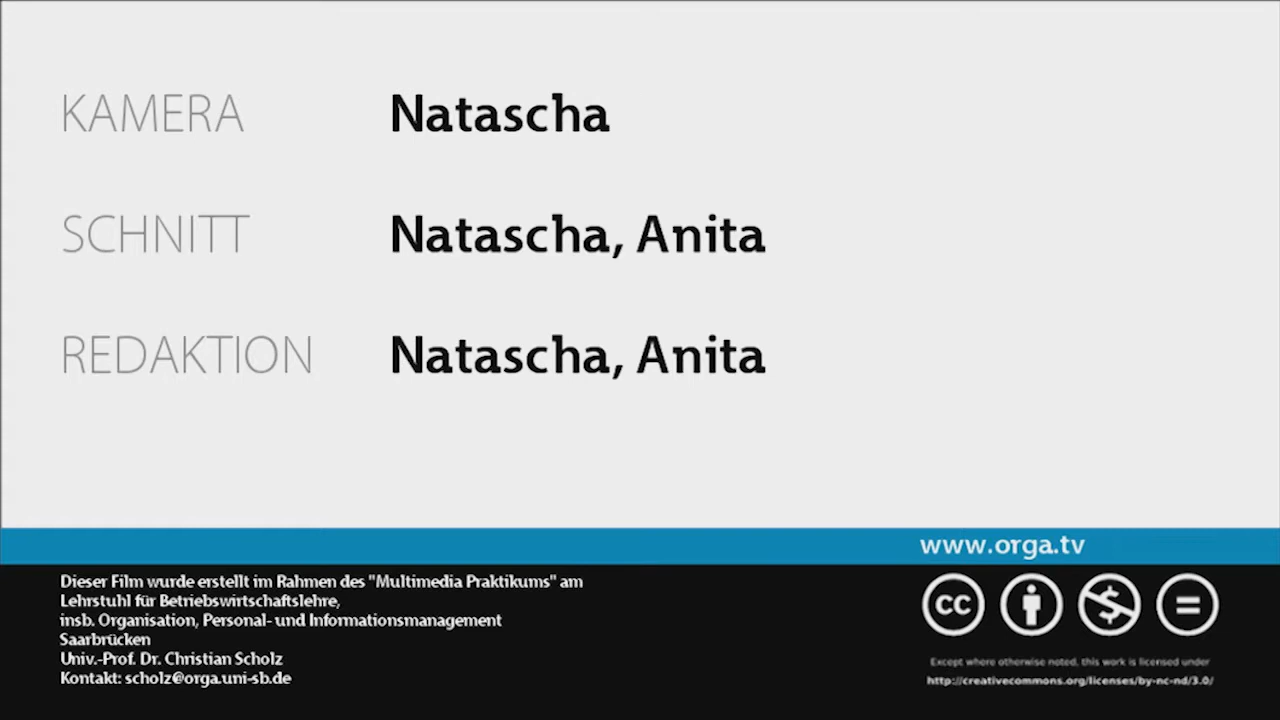 KAMERA Natascha
SCHNITT Natascha, Anita
REDAKTION Natascha, Anita
www.orga.tv
Dieser Film wurde erstellt im Rahmen des "Multimedia Praktikums" am
Lehrstuhl für Betriebswirtschaftslehre,
insb. Organisation, Personal- und Informationsmanagement
Saarbrücken
Univ.-Prof. Dr. Christian Scholz
Kontakt: scholz@orga.uni-sb.de
cc
Except where otherwise noted, this work is licensed under
http://creativecommons.org/licenses/by-nc-nd/3.0/